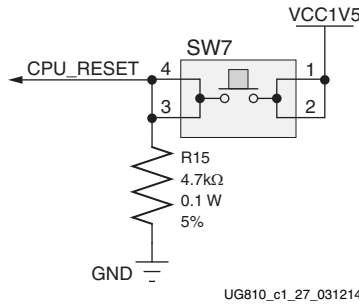 VCC1V5
SW7
CPU_RESET
4
1
3
2
R15
4.7kΩ
0.1 W
5%
GND
UG810_c1_27_031214